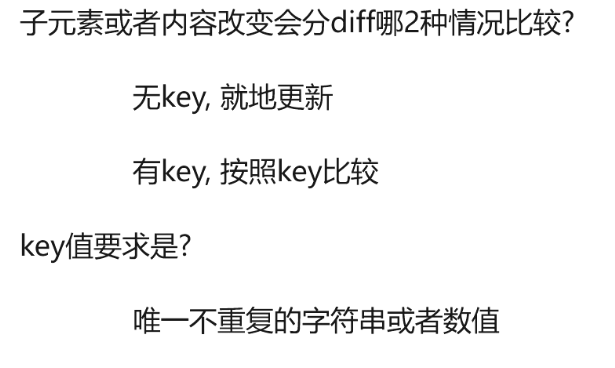 子元素或者内容改变会分diff哪2种情况比较?
无key, 就地更新
有key, 按照key比较
key值要求是?
唯一不重复的字符串或者数值